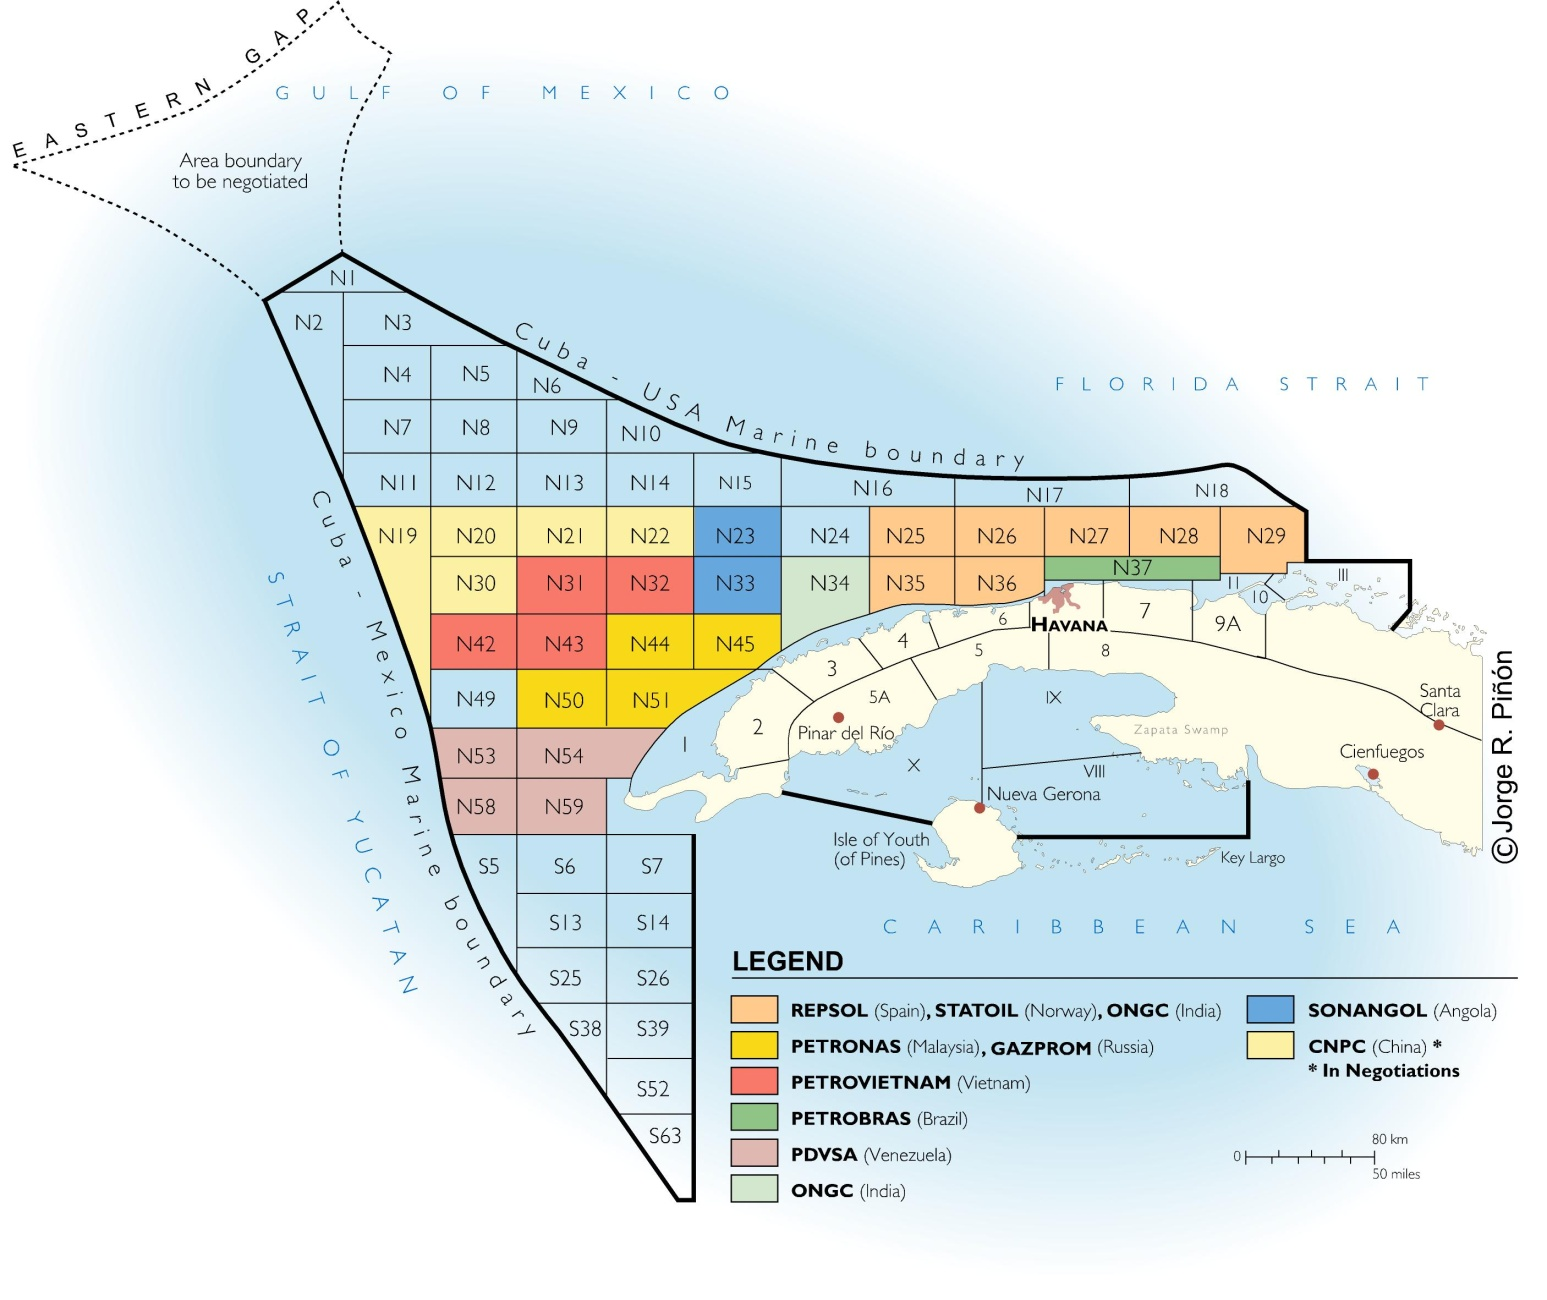 EASTERN GAP
GULF OF MEXICO
Area boundary
to be negotiated
N1
N2
N3
Cuba - USA Marine boundary
FLORIDA STRAIT
N4
N5
N6
N7
N8
N9
N10
N11
N12
N13
N14
N15
N16
N17
N18
Cuba - Mexico Marine boundary
N19
N20
N21
N22
N23
N24
N25
N26
N27
N28
N29
N30
N31
N32
N33
N34
N35
N36
N37
II
10
III
STRAIT OF YUCATAN
HAVANA
N42
N43
N44
N45
3
4
6
5
7
8
9A
N49
N50
N51
1
2
5A
Pinar del Río
IX
Zapata Swamp
Santa
Clara
Cienfuegos
©Jorge R. Piñón
N53
N54
X
VIII
Nueva Gerona
N58
N59
Isle of Youth
(of Pines)
Key Largo
S5
S6
S7
S13
S14
CARIBBEAN SEA
S25
S26
S38
S39
S52
S63
LEGEND
REPSOL (Spain), STATOIL (Norway), ONGC (India)
PETRONAS (Malaysia), GAZPROM (Russia)
PETROVIETNAM (Vietnam)
PETROBRAS (Brazil)
PDVSA (Venezuela)
ONGC (India)
SONANGOL (Angola)
CNPC (China) *
* In Negotiations
80 km
0
50 miles